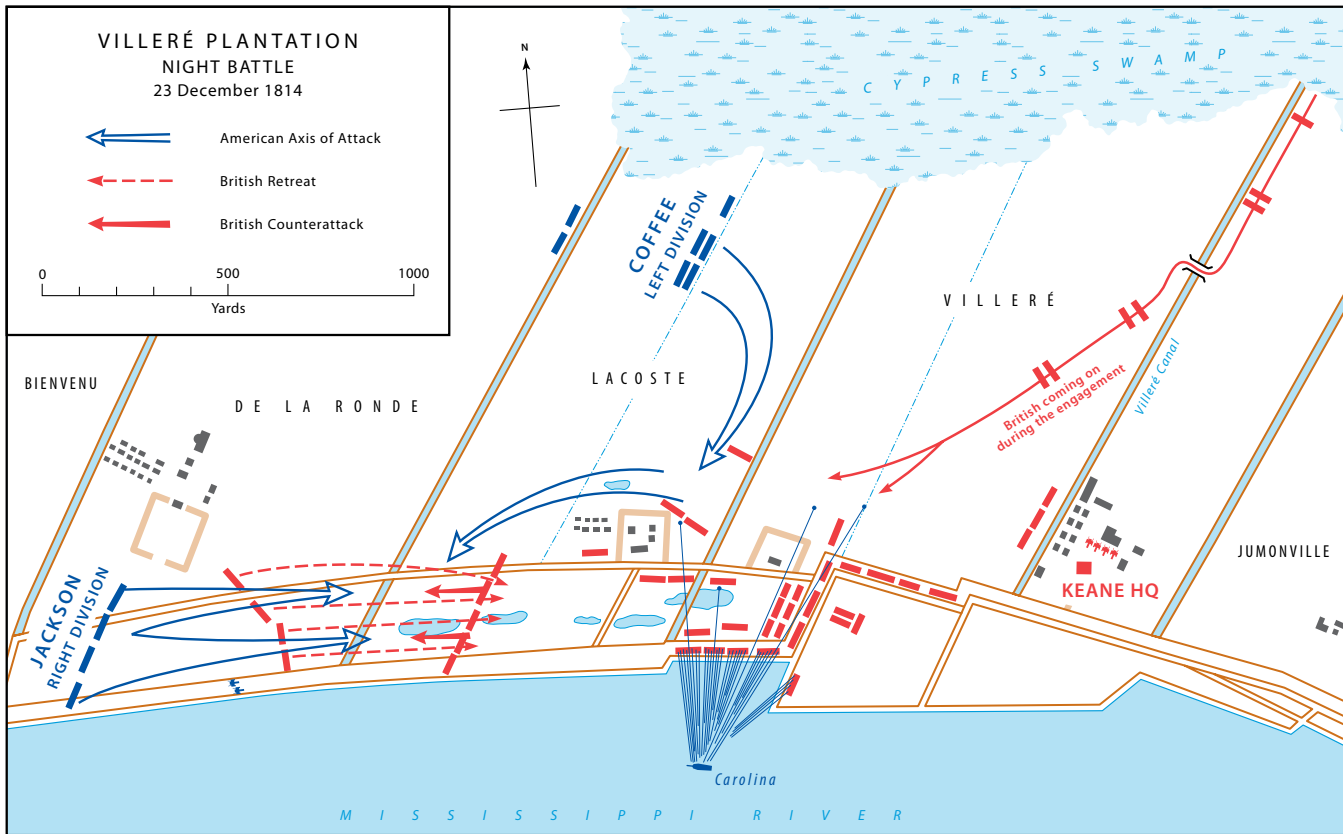 VILLERÉ PLANTATION
NIGHT BATTLE
23 December 1814
American Axis of Attack
British Retreat
British Counterattack
0 500 1000
Yards
N
CYPRESS SWAMP
COFFEE
LEFT DIVISION
VILLERÉ
BIENVENU
DE LA RONDE
LACOSTE
British coming on
during the engagement
Villeré Canal
JUMONVILLE
KEANE HQ
JACKSON
RIGHT DIVISION
Carolina
MISSISSIPPI RIVER